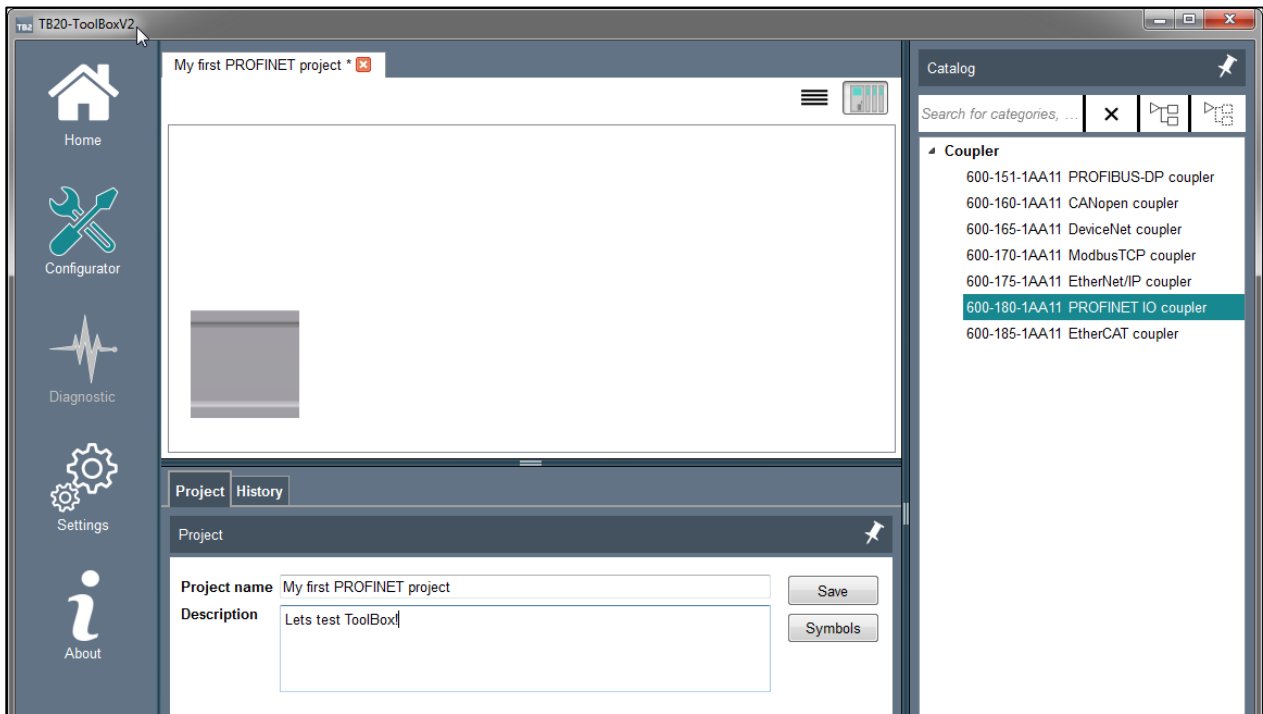 TB2 TB20-ToolBoxV2
Home
Configurator
Diagnostic
Settings
About
My first PROFINET project *
Project History
Project
Project name My first PROFINET project
Description Lets test ToolBox!
Save
Symbols
Catalog
Search for categories, ...
Coupler
600-151-1AA11 PROFIBUS-DP coupler
600-160-1AA11 CANopen coupler
600-165-1AA11 DeviceNet coupler
600-170-1AA11 ModbusTCP coupler
600-175-1AA11 EtherNet/IP coupler
600-180-1AA11 PROFINET IO coupler
600-185-1AA11 EtherCAT coupler